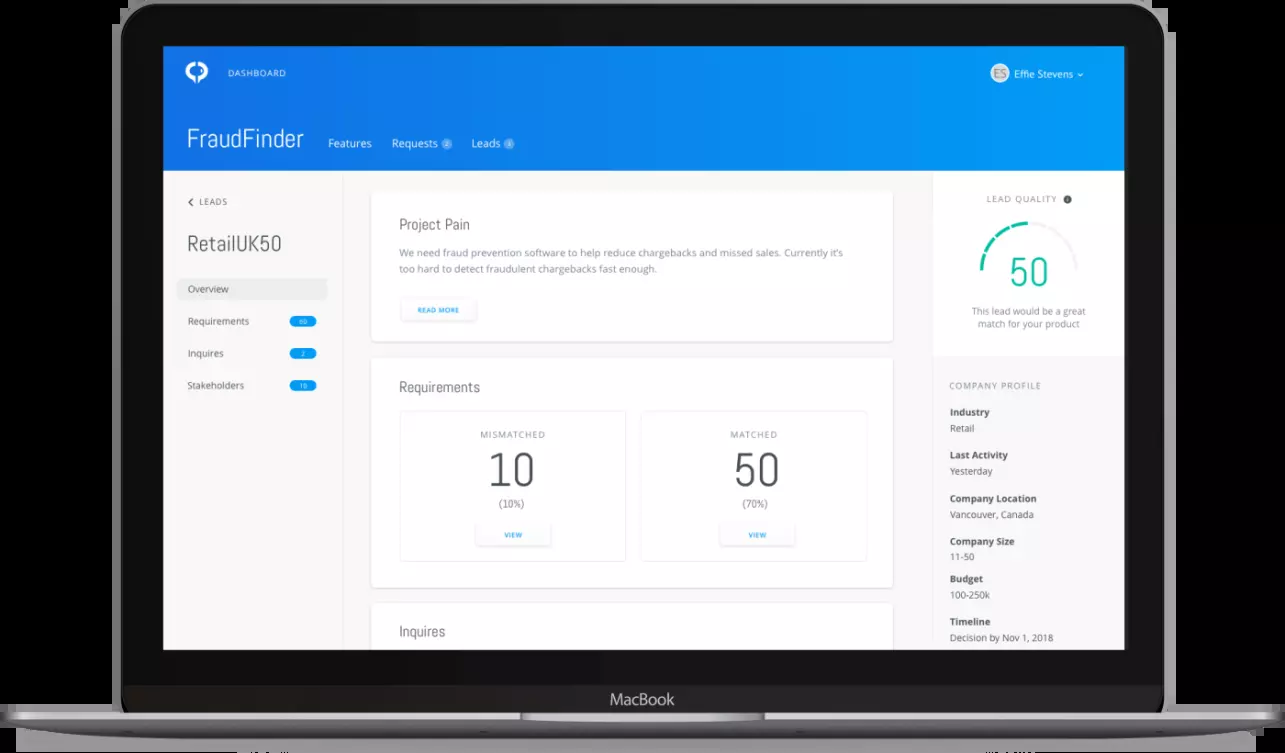 DASHBOARD
ES Effie Stevens
FraudFinder
Features
Requests 2
Leads
LEADS
RetailUK50
Overview
Requirements 60
Inquires 2
Stakeholders
Project Pain
We need fraud prevention software to help reduce chargebacks and missed sales. Currently it's
too hard to detect fraudulent chargebacks fast enough.
READ MORE
Requirements
MISMATCHED
10
(10%)
VIEW
MATCHED
50
(70%)
VIEW
Inquires
LEAD QUALITY i
50
This lead would be a great
match for your product
COMPANY PROFILE
Industry
Retail
Last Activity
Yesterday
Company Location
Vancouver, Canada
Company Size
11-50
Budget
100-250k
Timeline
Decision by Nov 1, 2018
MacBook